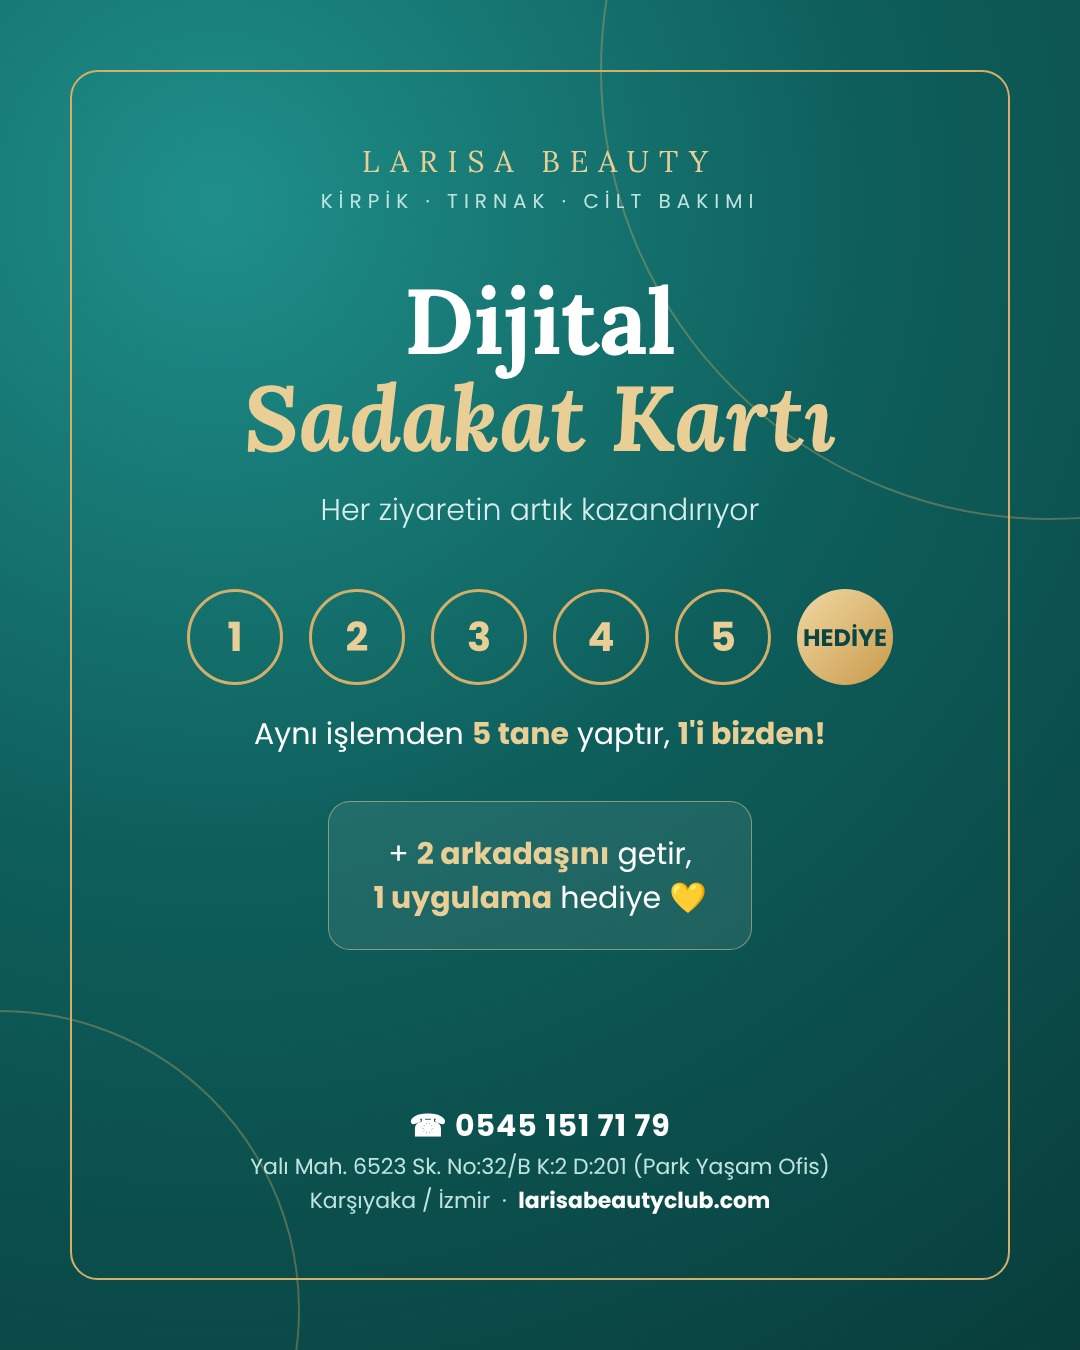 LARISA BEAUTY
KİRPİK · TIRNAK · CİLT BAKIMI
Dijital
Sadakat Kartı
Her ziyaretin artık kazandırıyor
1 2 3 4 5 HEDİYE
Aynı işlemden 5 tane yaptır, 1'i bizden!
+ 2 arkadaşını getir,
1 uygulama hediye 💛
☎ 0545 151 71 79
Yalı Mah. 6523 Sk. No:32/B K:2 D:201 (Park Yaşam Ofis)
Karşıyaka / İzmir · larisabeautyclub.com